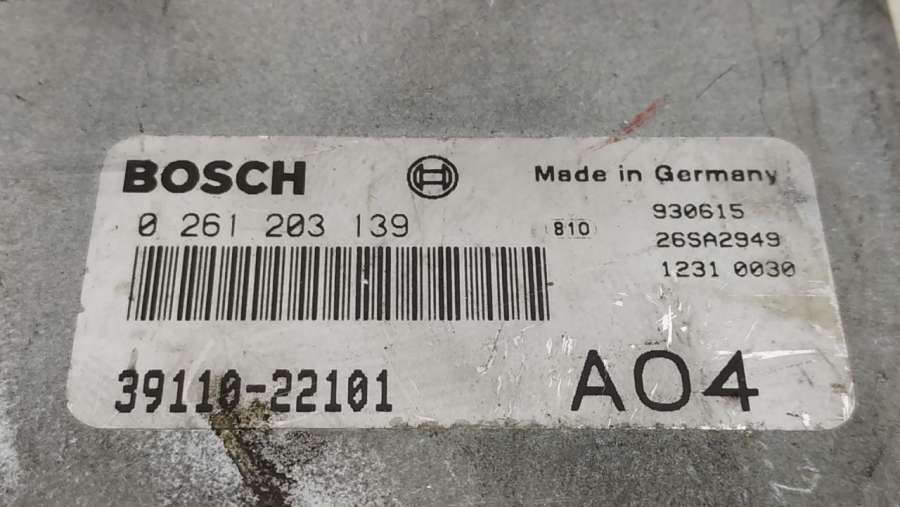 BOSCH
Made in Germany
0 261 203 139
810
930615
26SA2949
1231 0030
39110-22101
A04